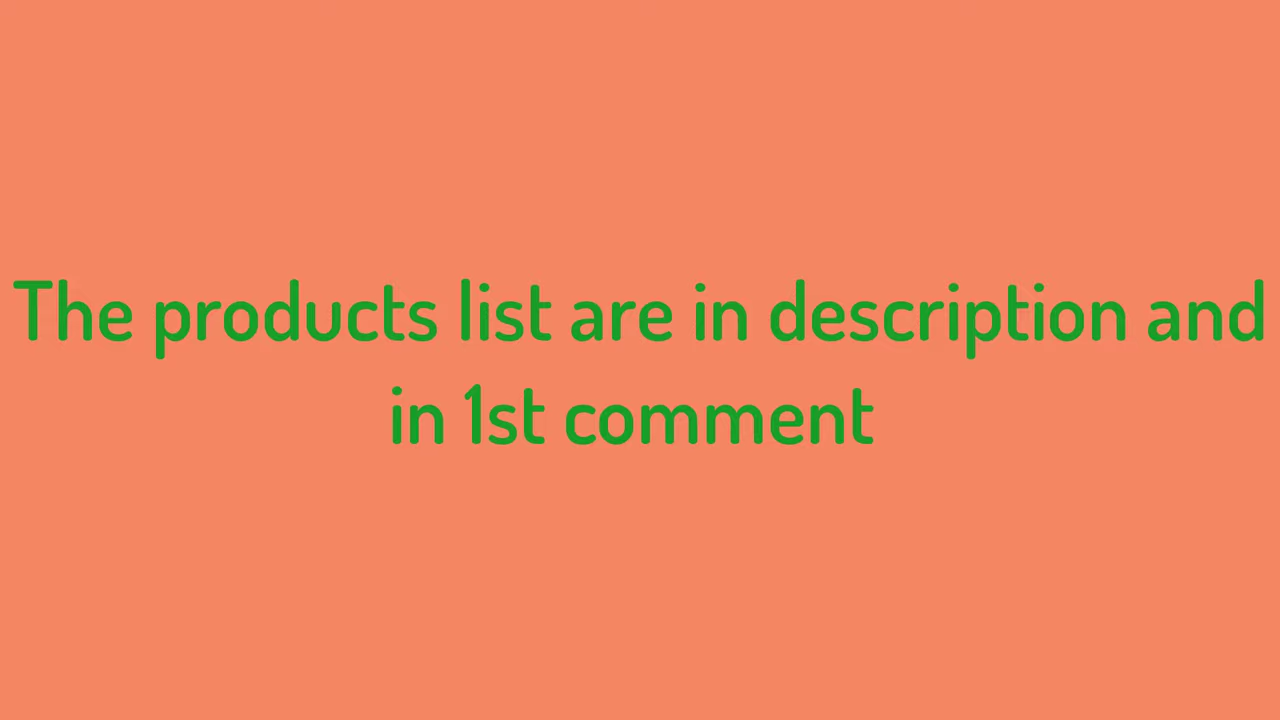 The products list are in description and
in 1st comment